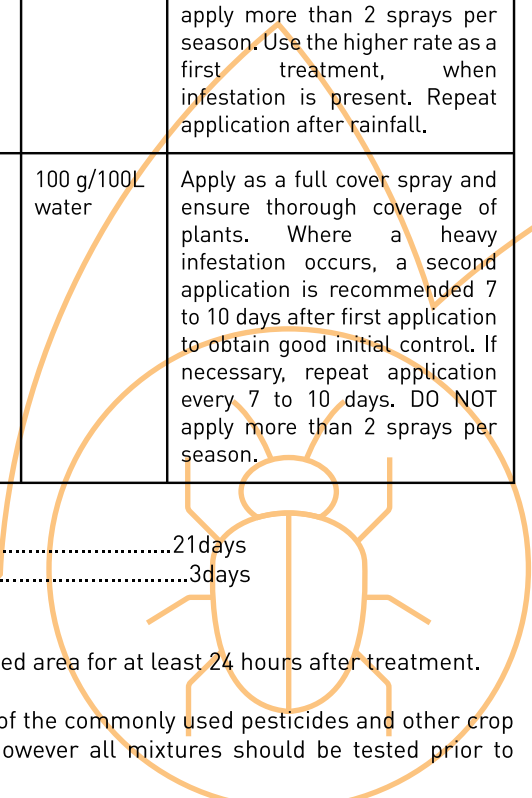 apply more than 2 sprays per
season. Use the higher rate as a
first treatment, when
infestation is present. Repeat
application after rainfall.
100 g/100L
water
Apply as a full cover spray and
ensure thorough coverage of
plants. Where a heavy
infestation occurs, a second
application is recommended 7
to 10 days after first application
to obtain good initial control. If
necessary, repeat application
every 7 to 10 days. DO NOT
apply more than 2 sprays per
season.
..........................21days
............................3days
ed area for at least 24 hours after treatment.
of the commonly used pesticides and other crop
owever all mixtures should be tested prior to